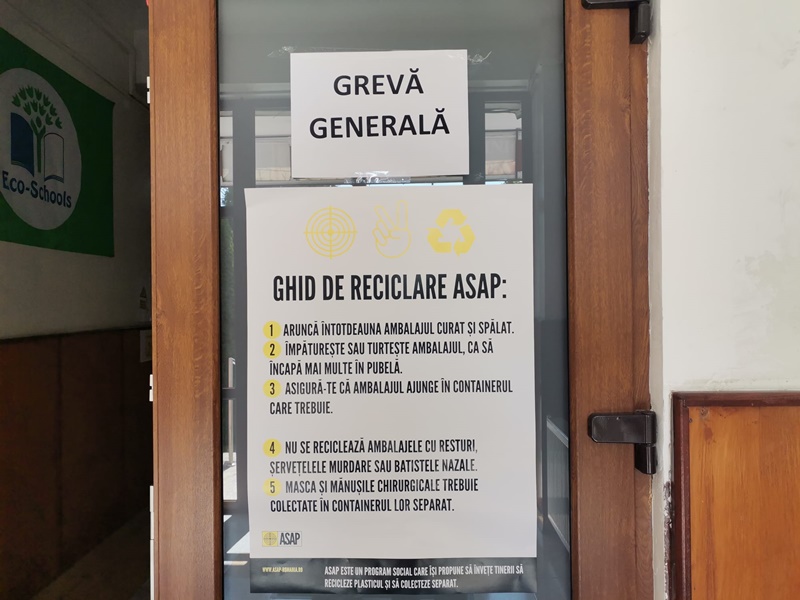 GREVĂ
GENERALĂ
Eco-Schools
GHID DE RECICLARE ASAP:
1 ARUNCĂ ÎNTOTDEAUNA AMBALAJUL CURAT ȘI SPĂLAT.
2 ÎMPĂTUREȘTE SAU TURTEȘTE AMBALAJUL, CA SĂ
ÎNCAPĂ MAI MULTE ÎN PUBELĂ.
3 ASIGURĂ-TE CĂ AMBALAJUL AJUNGE ÎN CONTAINERUL
CARE TREBUIE.
4 NU SE RECICLEAZĂ AMBALAJELE CU RESTURI,
ȘERVEȚELELE MURDARE SAU BATISTELE NAZALE.
5 MASCA ȘI MĂNUȘILE CHIRURGICALE TREBUIE
COLECTATE ÎN CONTAINERUL LOR SEPARAT.
ASAP
WWW.ASAP-ROMANIA.RO
ASAP ESTE UN PROGRAM SOCIAL CARE ÎȘI PROPUNE SĂ ÎNVEȚE TINERII SĂ
RECICLEZE PLASTICUL ȘI SĂ COLECTEZE SEPARAT.